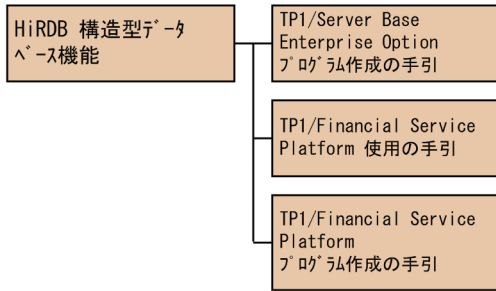 HiRDB 構造型ﾃﾞｰﾀ
ﾍﾞｰｽ機能
TP1/Server Base
Enterprise Option
ﾌﾟﾛｸﾞﾗﾑ作成の手引
TP1/Financial Service
Platform 使用の手引
TP1/Financial Service
Platform
ﾌﾟﾛｸﾞﾗﾑ作成の手引